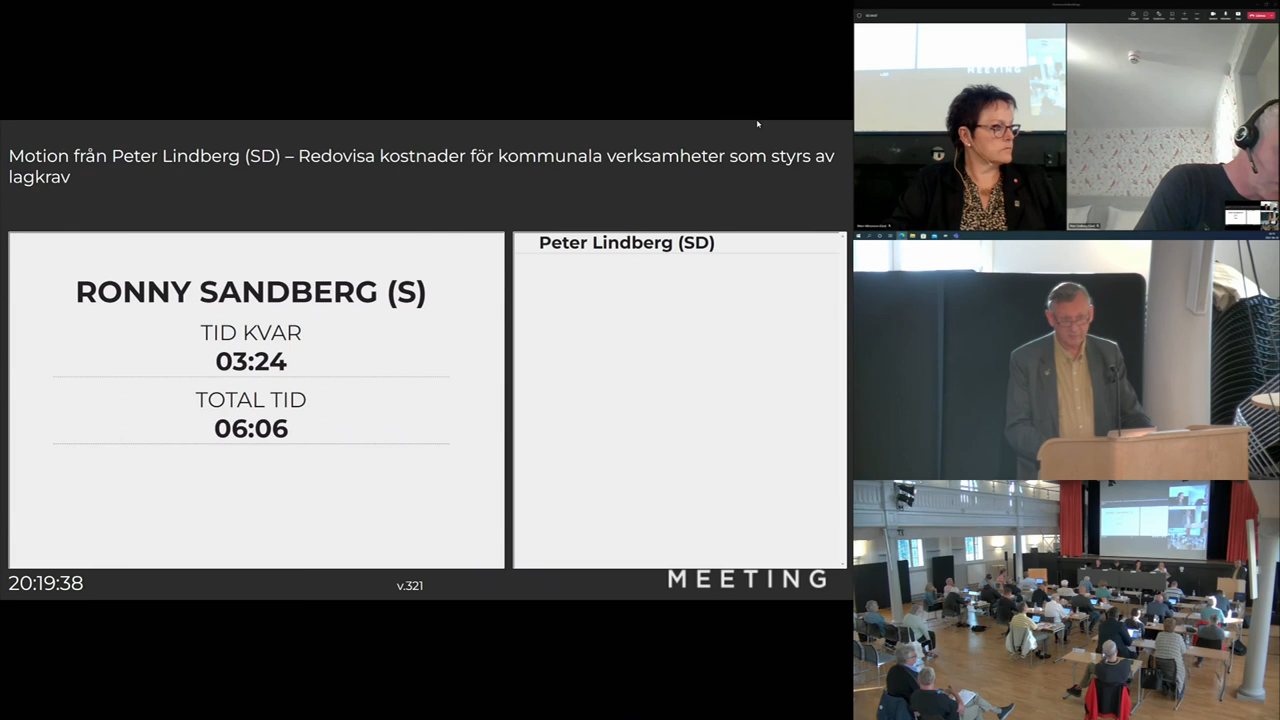 Motion från Peter Lindberg (SD) – Redovisa kostnader för kommunala verksamheter som styrs av
lagkrav
RONNY SANDBERG (S)
TID KVAR
03:24
TOTAL TID
06:06
Peter Lindberg (SD)
20:19:38
v.321
MEETING
MEETING